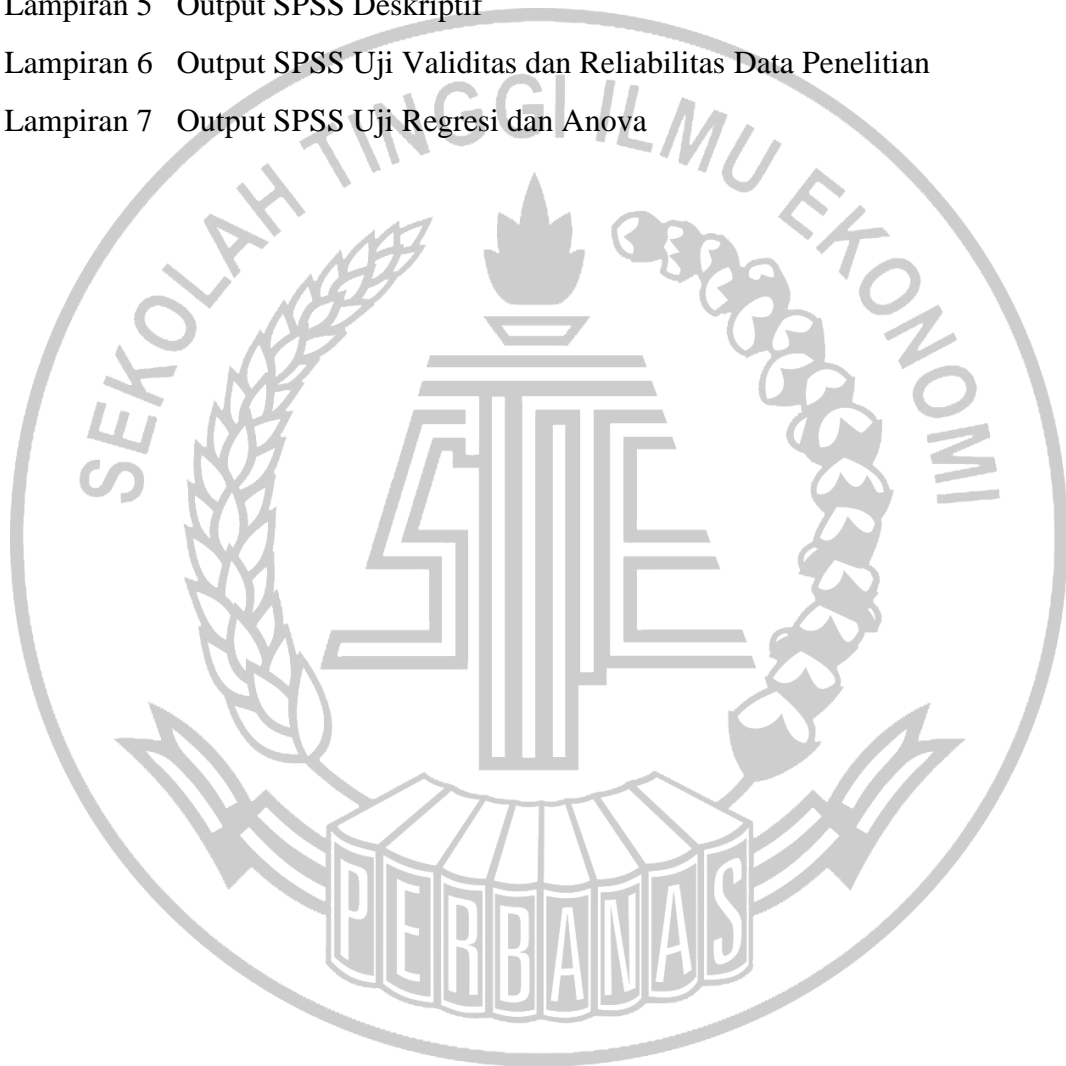 Lampiran 5 Output SPSS Deskriptif
Lampiran 6 Output SPSS Uji Validitas dan Reliabilitas Data Penelitian
Lampiran 7 Output SPSS Uji Regresi dan Anova
SEKOLAH TINGGI ILMU EKONOMI
STIE
PERBANAS